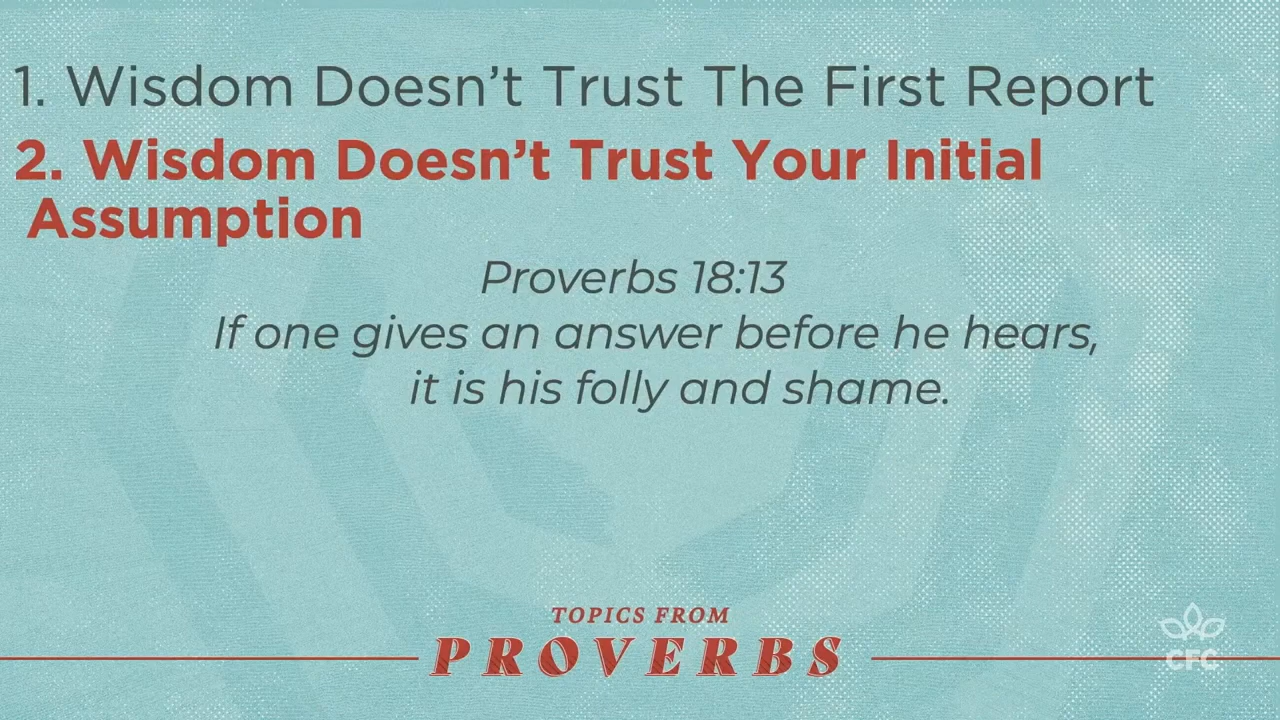 1. Wisdom Doesn’t Trust The First Report
2. Wisdom Doesn’t Trust Your Initial
Assumption
Proverbs 18:13
If one gives an answer before he hears,
it is his folly and shame.
TOPICS FROM
PROVERBS
CFC